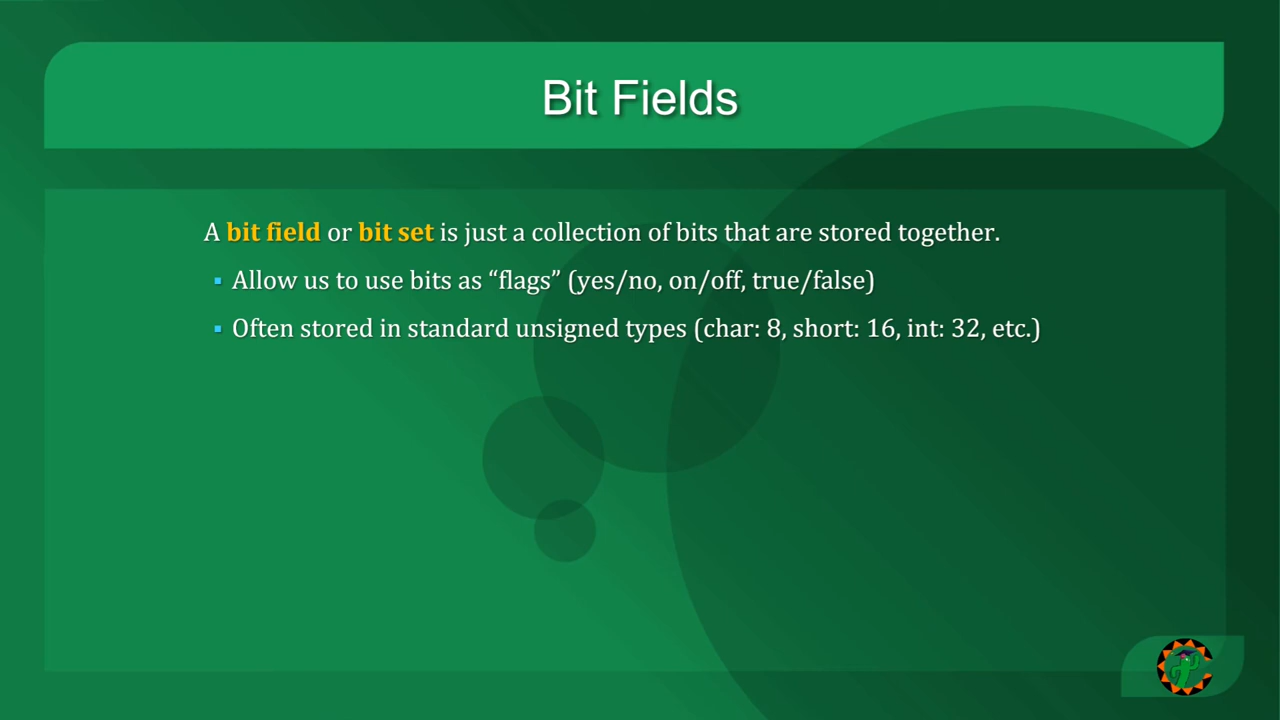 Bit Fields
A bit field or bit set is just a collection of bits that are stored together.
▪ Allow us to use bits as “flags” (yes/no, on/off, true/false)
▪ Often stored in standard unsigned types (char: 8, short: 16, int: 32, etc.)